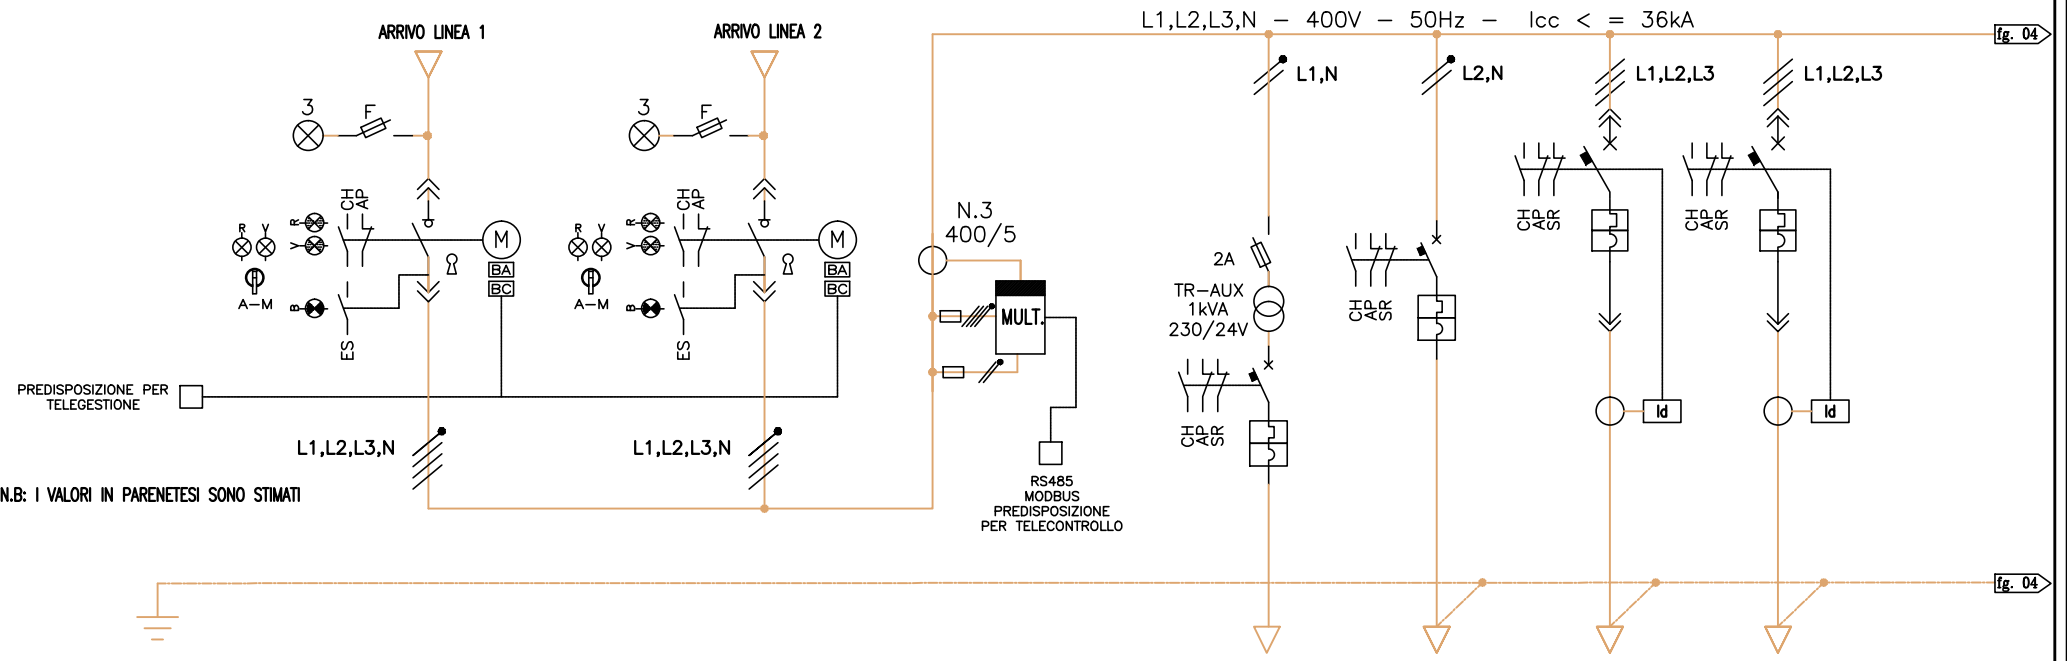 L1,L2,L3,N - 400V - 50Hz - Icc < = 36kA
fg. 04
ARRIVO LINEA 1
ARRIVO LINEA 2
L1,N
L2,N
L1,L2,L3
L1,L2,L3
3
F
3
F
CH
AP
R
V
R
V
M
BA
BC
A-M
B
ES
CH
AP
R
V
R
V
M
BA
BC
A-M
B
ES
N.3
400/5
MULT.
2A
TR-AUX
1kVA
230/24V
CH
AP
SR
CH
AP
SR
CH
AP
SR
CH
AP
SR
Id
Id
PREDISPOSIZIONE PER
TELEGESTIONE
L1,L2,L3,N
L1,L2,L3,N
N.B: I VALORI IN PARENETESI SONO STIMATI
RS485
MODBUS
PREDISPOSIZIONE
PER TELECONTROLLO
fg. 04